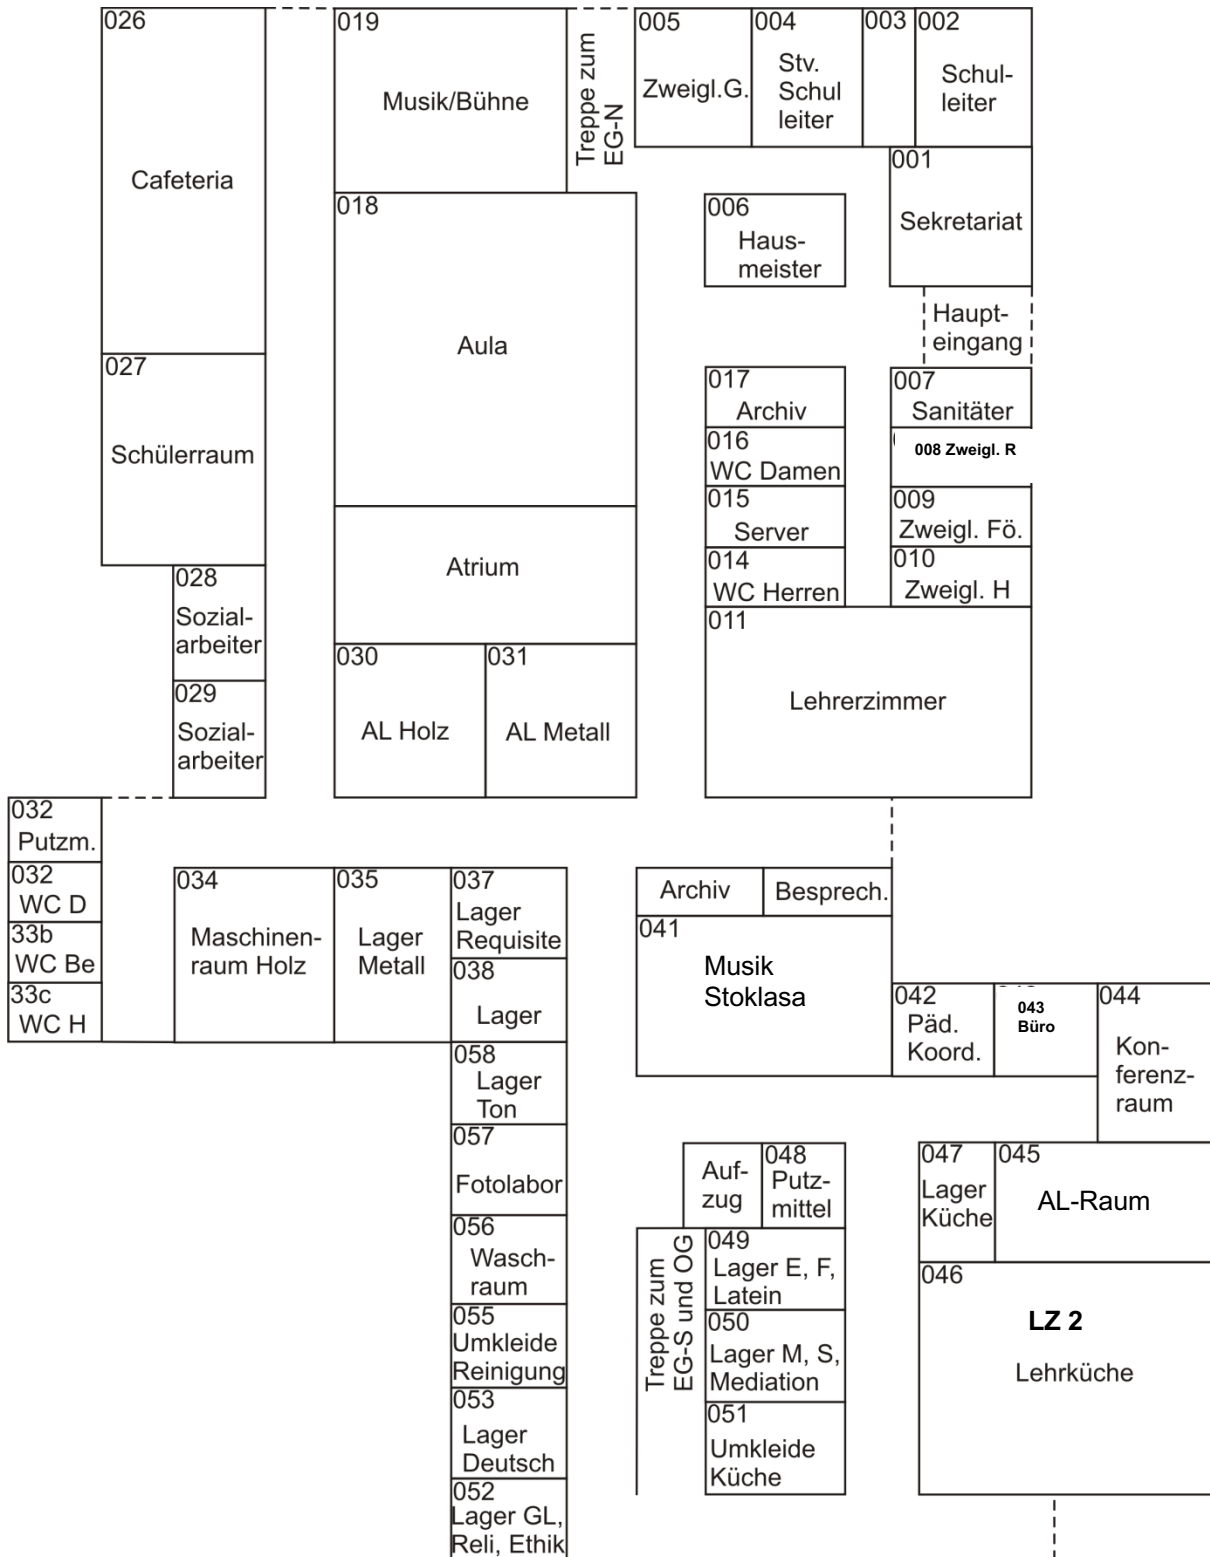 026
Cafeteria
027
Schülerraum
028
Sozial-
arbeiter
029
Sozial-
arbeiter
019
Musik/Bühne
Treppe zum
EG-N
018
Aula
Atrium
030
AL Holz
031
AL Metall
005
Zweigl.G.
004
Stv.
Schul
leiter
003
002
Schul-
leiter
001
Sekretariat
006
Haus-
meister
Haupt-
eingang
017
Archiv
016
WC Damen
015
Server
014
WC Herren
007
Sanitäter
008 Zweigl. R
009
Zweigl. Fö.
010
Zweigl. H
011
Lehrerzimmer
032
Putzm.
032
WC D
33b
WC Be
33c
WC H
034
Maschinen-
raum Holz
035
Lager
Metall
037
Lager
Requisite
038
Lager
058
Lager
Ton
057
Fotolabor
056
Wasch-
raum
055
Umkleide
Reinigung
053
Lager
Deutsch
052
Lager GL,
Reli, Ethik
Archiv
Besprech.
041
Musik
Stoklasa
042
Päd.
Koord.
043
Büro
044
Kon-
ferenz-
raum
Auf-
zug
048
Putz-
mittel
Treppe zum
EG-S und OG
049
Lager E, F,
Latein
050
Lager M, S,
Mediation
051
Umkleide
Küche
047
Lager
Küche
045
AL-Raum
046
LZ 2
Lehrküche